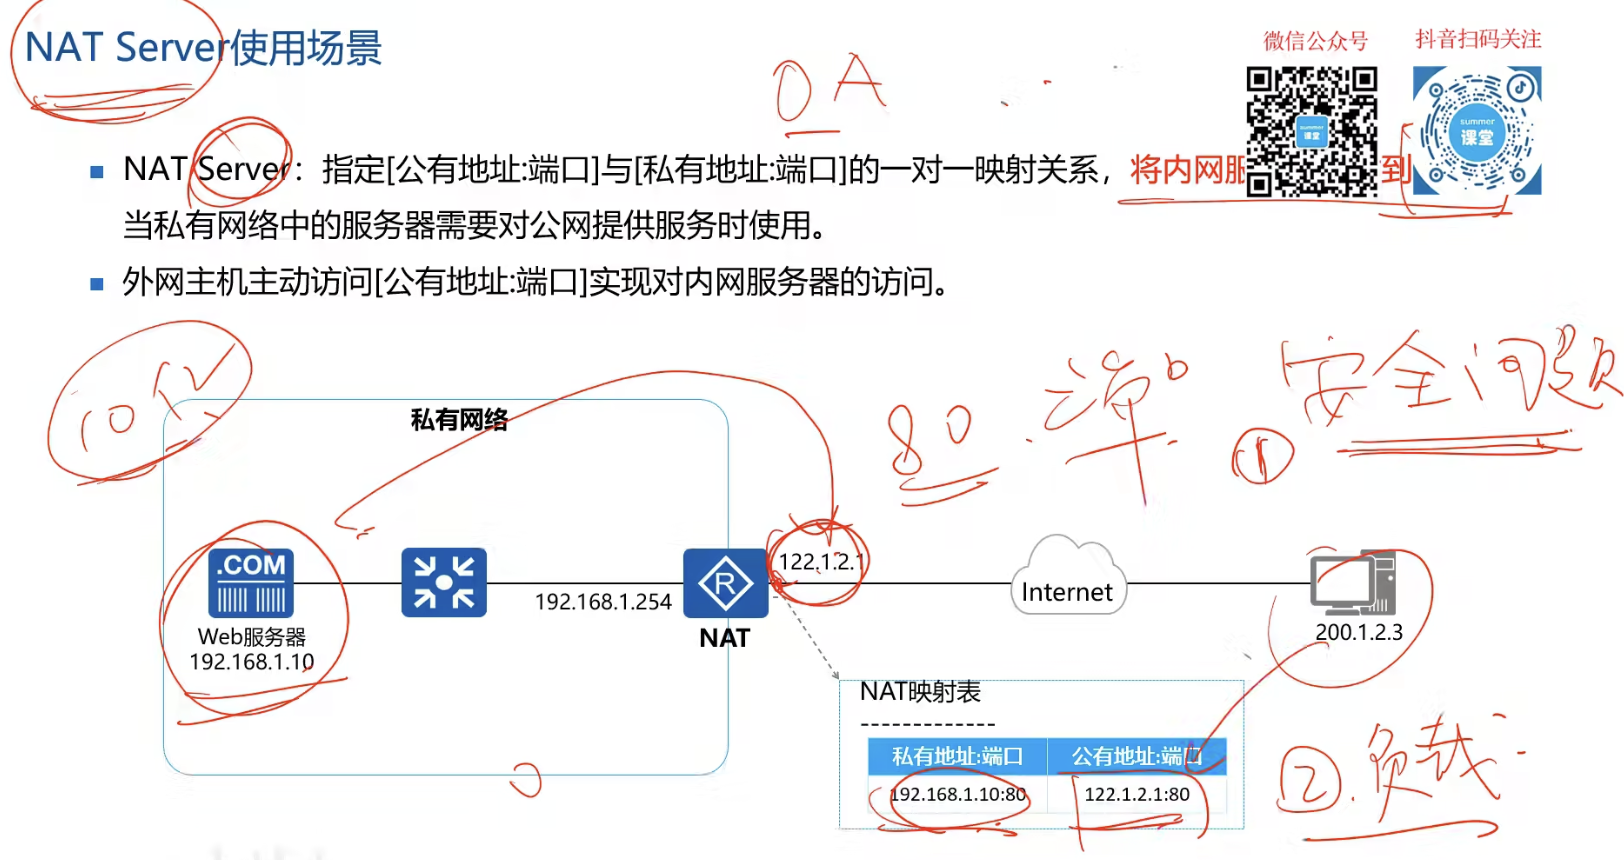 NAT Server使用场景
微信公众号
抖音扫码关注
OA
summer
课堂
summer
课堂
NAT Server：指定[公有地址:端口]与[私有地址:端口]的一对一映射关系，将内网服到
当私有网络中的服务器需要对公网提供服务时使用。
外网主机主动访问[公有地址:端口]实现对内网服务器的访问。
10亿
私有网络
80
① 安全问题
.COM
122.1.2.1
Internet
192.168.1.254
R
Web服务器
192.168.1.10
NAT
200.1.2.3
NAT映射表
-------------
私有地址:端口 公有地址:端口
192.168.1.10:80 122.1.2.1:80
②.负载